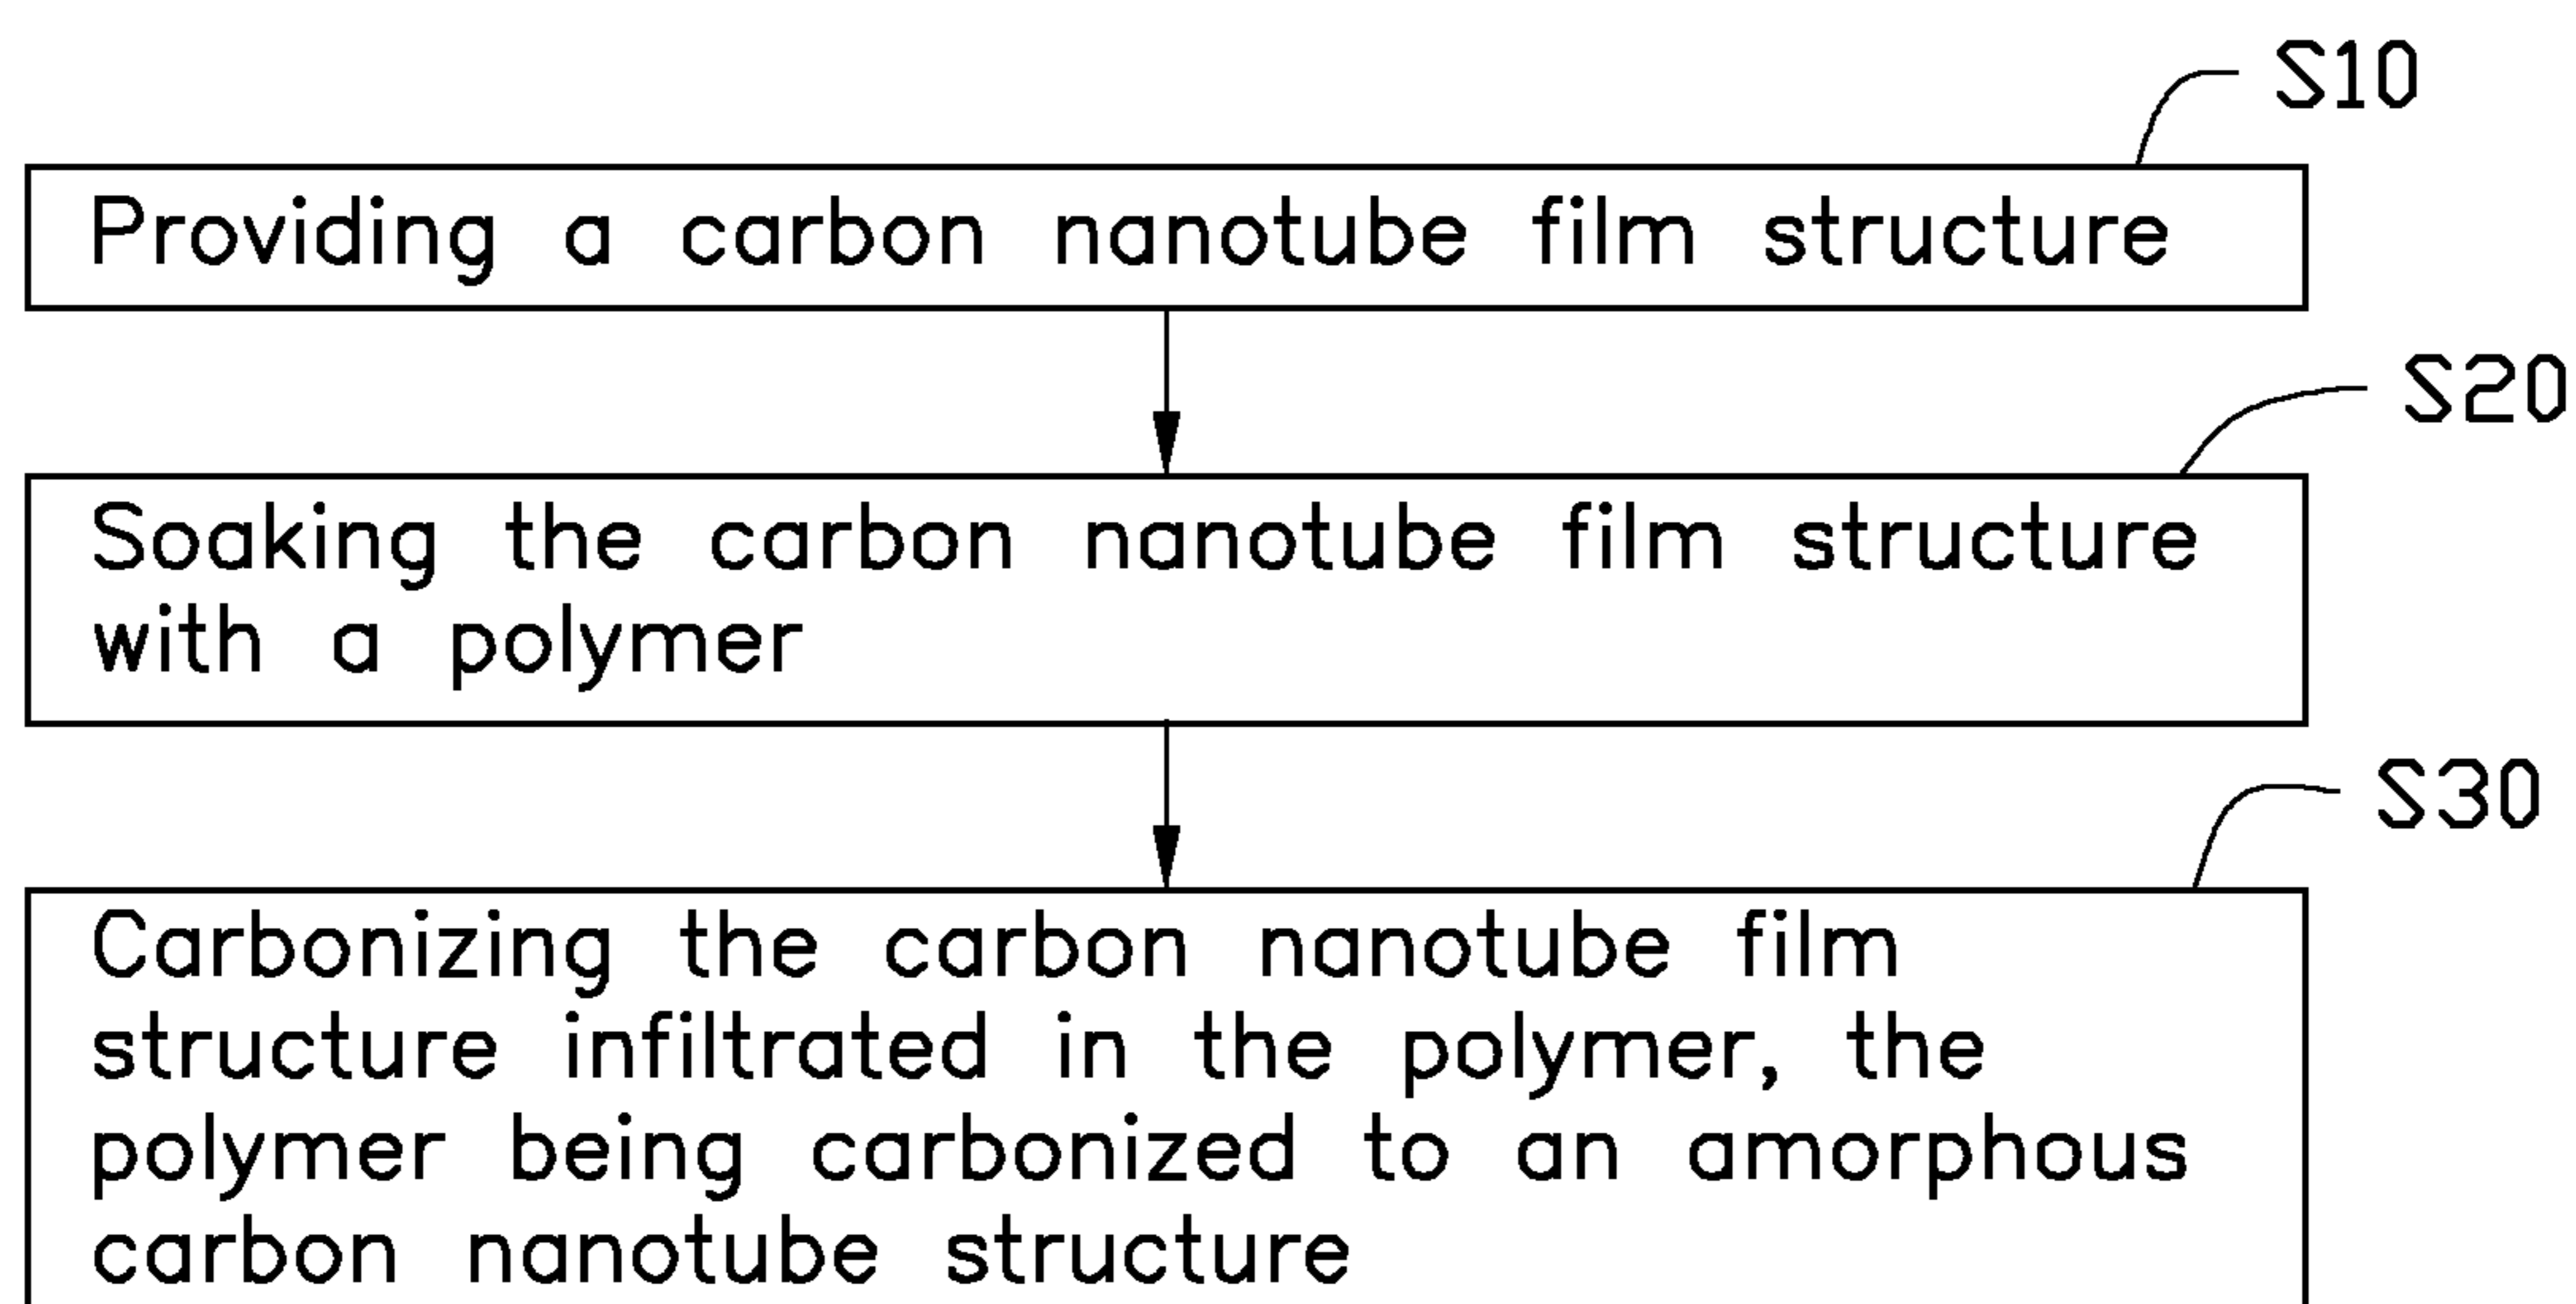 S10
Providing a carbon nanotube film structure
S20
Soaking the carbon nanotube film structure
with a polymer
S30
Carbonizing the carbon nanotube film
structure infiltrated in the polymer, the
polymer being carbonized to an amorphous
carbon nanotube structure